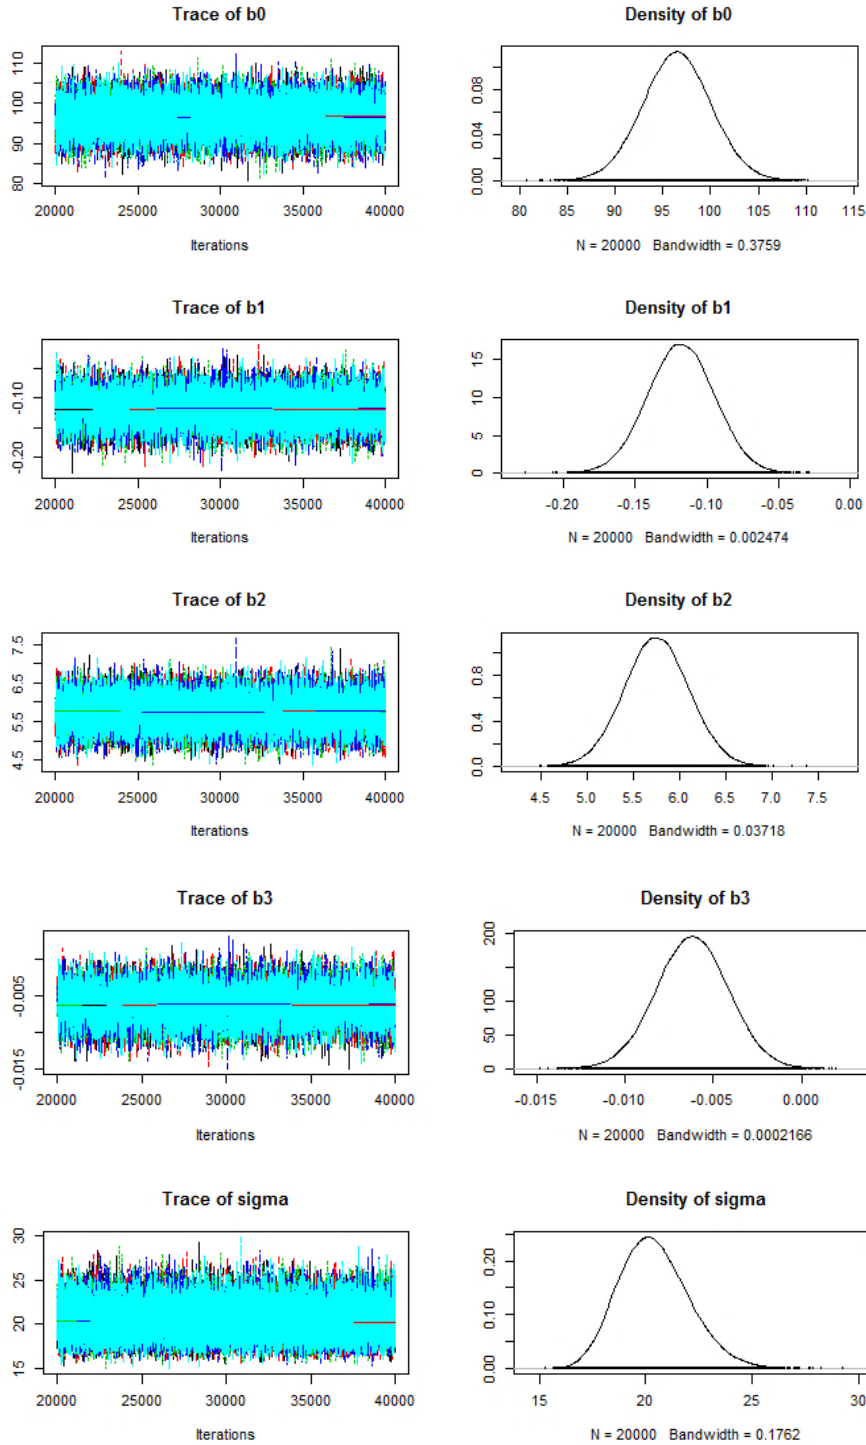 Trace of b0
80 90 100 110
20000 25000 30000 35000 40000
Iterations
Density of b0
0.00 0.04 0.08
80 85 90 95 100 105 110 115
N = 20000 Bandwidth = 0.3759
Trace of b1
-0.20 -0.10
20000 25000 30000 35000 40000
Iterations
Density of b1
0 5 10 15
-0.20 -0.15 -0.10 -0.05 0.00
N = 20000 Bandwidth = 0.002474
Trace of b2
4.5 5.5 6.5 7.5
20000 25000 30000 35000 40000
Iterations
Density of b2
0.0 0.4 0.8
4.5 5.0 5.5 6.0 6.5 7.0 7.5
N = 20000 Bandwidth = 0.03718
Trace of b3
-0.015 -0.005
20000 25000 30000 35000 40000
Iterations
Density of b3
0 50 100 200
-0.015 -0.010 -0.005 0.000
N = 20000 Bandwidth = 0.0002166
Trace of sigma
15 20 25 30
20000 25000 30000 35000 40000
Iterations
Density of sigma
0.00 0.10 0.20
15 20 25 30
N = 20000 Bandwidth = 0.1762